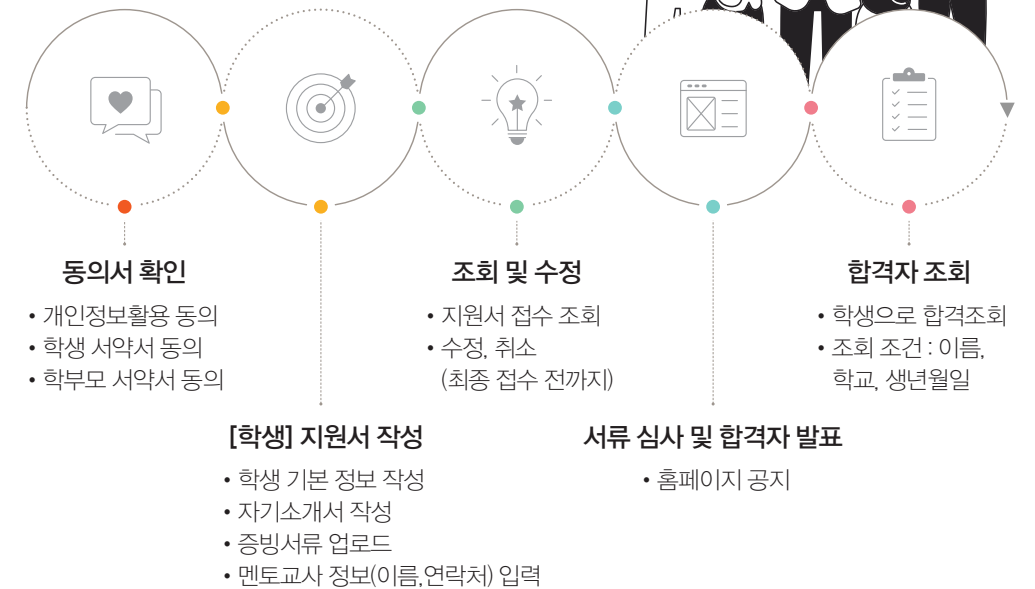 동의서 확인
• 개인정보활용 동의
• 학생 서약서 동의
• 학부모 서약서 동의
[학생] 지원서 작성
• 학생 기본 정보 작성
• 자기소개서 작성
• 증빙서류 업로드
• 멘토교사 정보(이름,연락처) 입력
조회 및 수정
• 지원서 접수 조회
• 수정, 취소
(최종 접수 전까지)
서류 심사 및 합격자 발표
• 홈페이지 공지
합격자 조회
• 학생으로 합격조회
• 조회 조건 : 이름,
학교, 생년월일